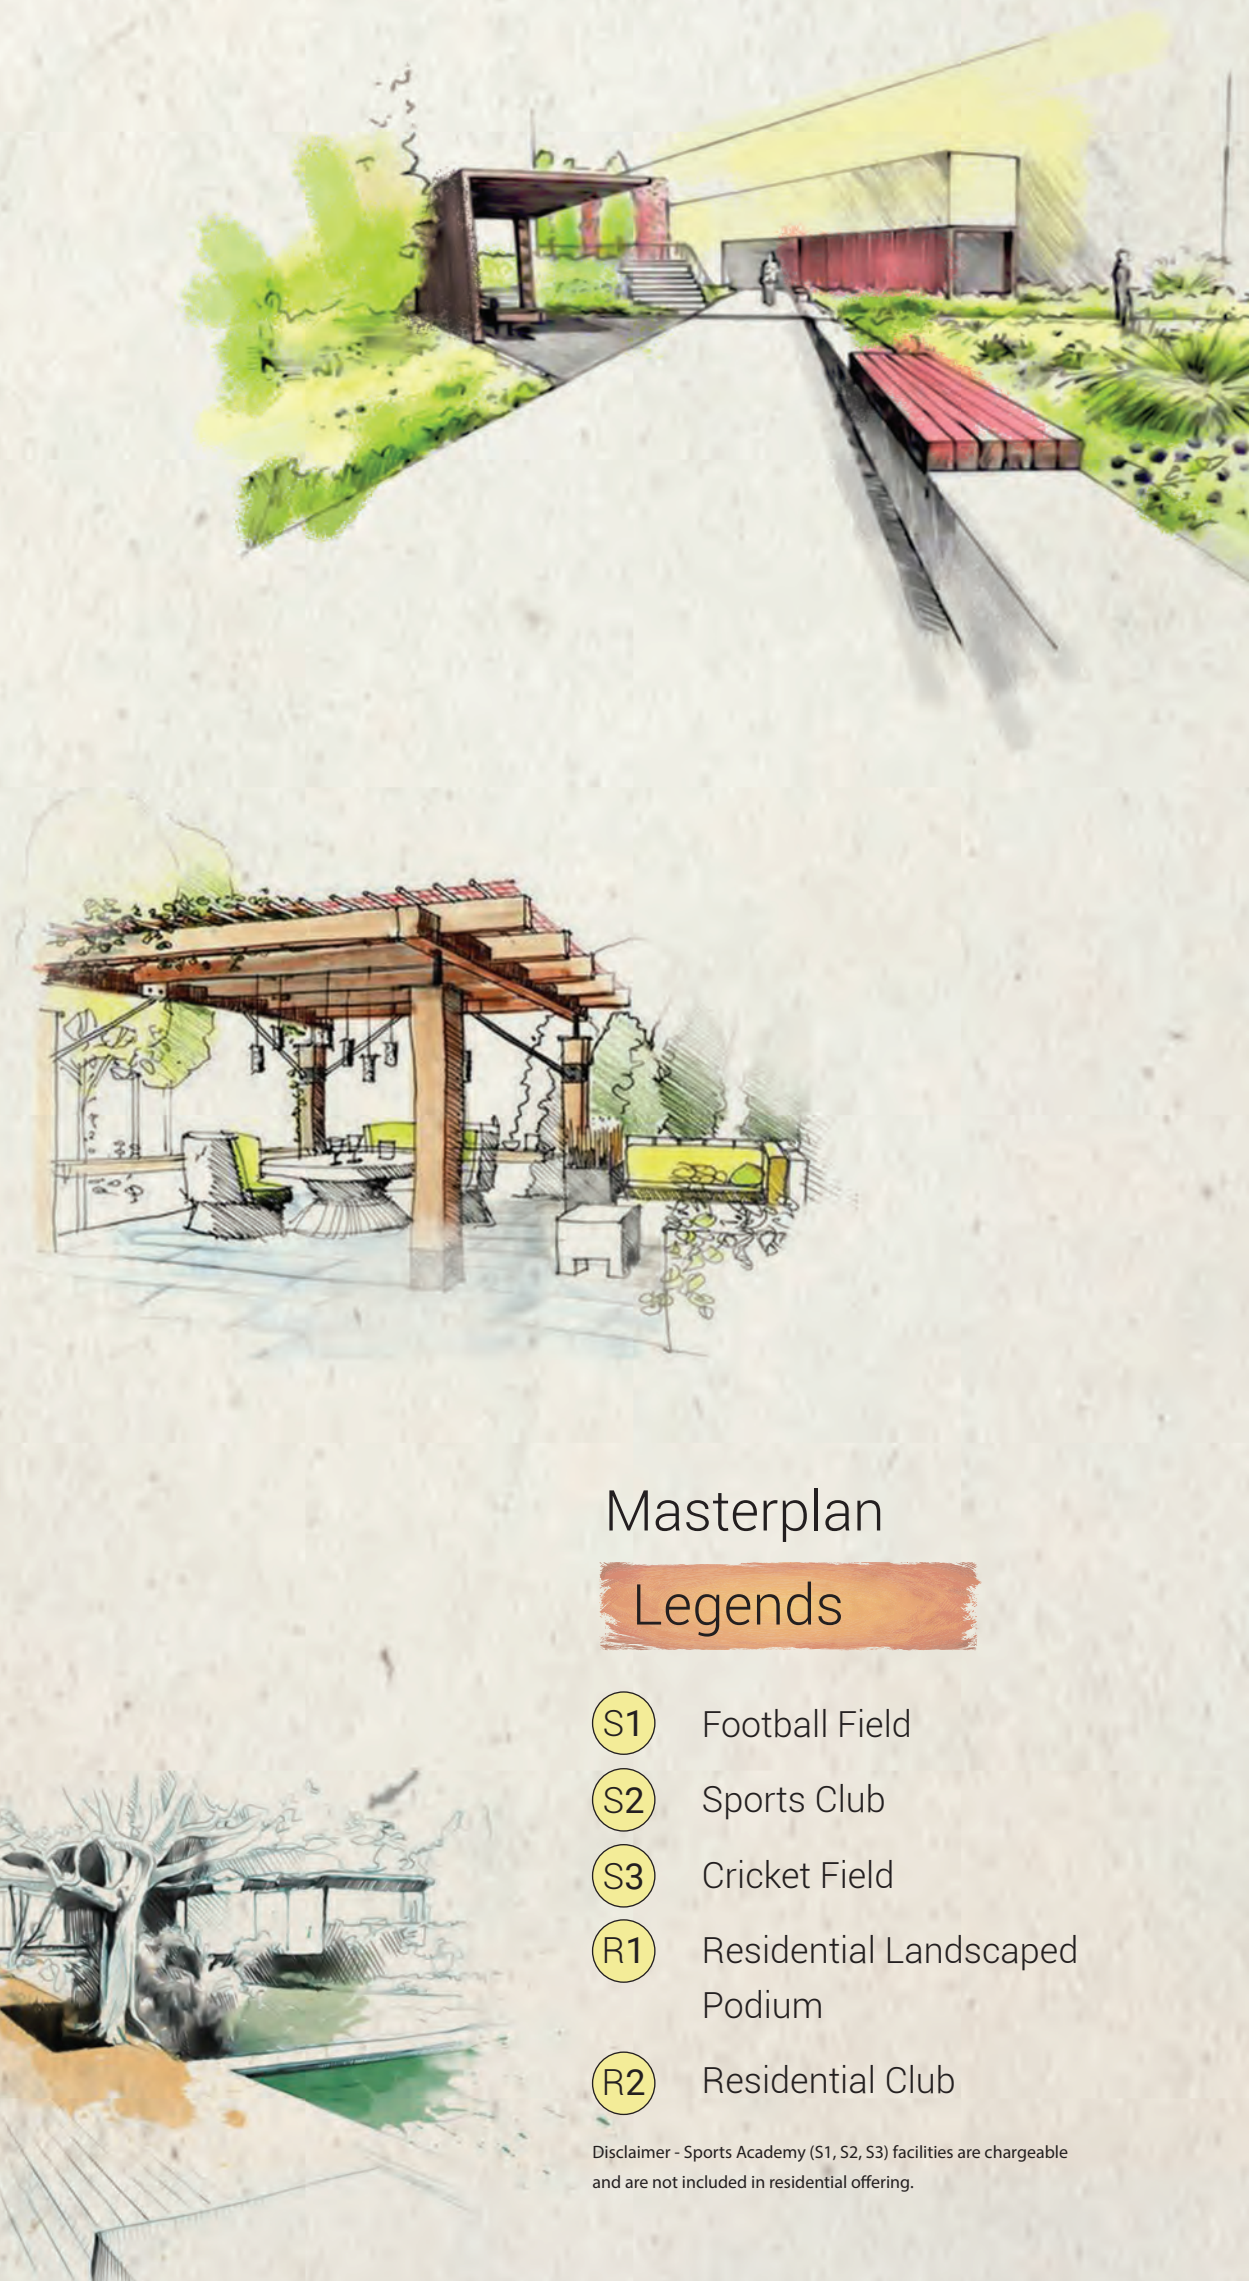 Masterplan
Legends
S1 Football Field
S2 Sports Club
S3 Cricket Field
R1 Residential Landscaped
Podium
R2 Residential Club
Disclaimer - Sports Academy (S1, S2, S3) facilities are chargeable
and are not included in residential offering.